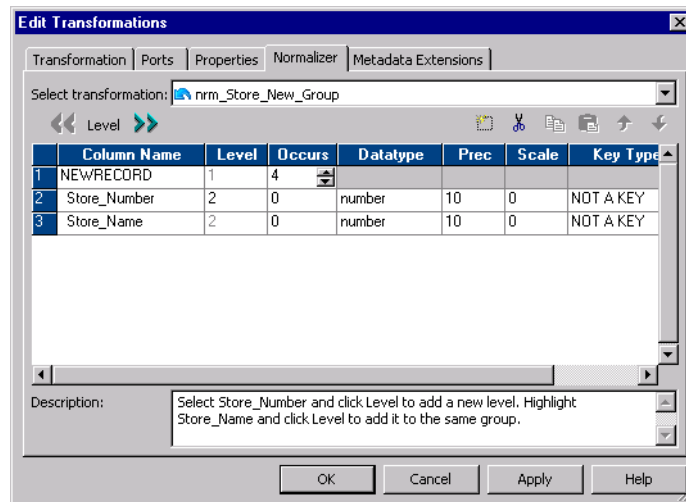 Edit Transformations
Transformation Ports Properties Normalizer Metadata Extensions
Select transformation: nrm_Store_New_Group
Level
Column Name Level Occurs Datatype Prec Scale Key Type
1 NEWRECORD 1 4
2 Store_Number 2 0 number 10 0 NOT A KEY
3 Store_Name 2 0 number 10 0 NOT A KEY
Description: Select Store_Number and click Level to add a new level. Highlight
Store_Name and click Level to add it to the same group.
OK Cancel Apply Help